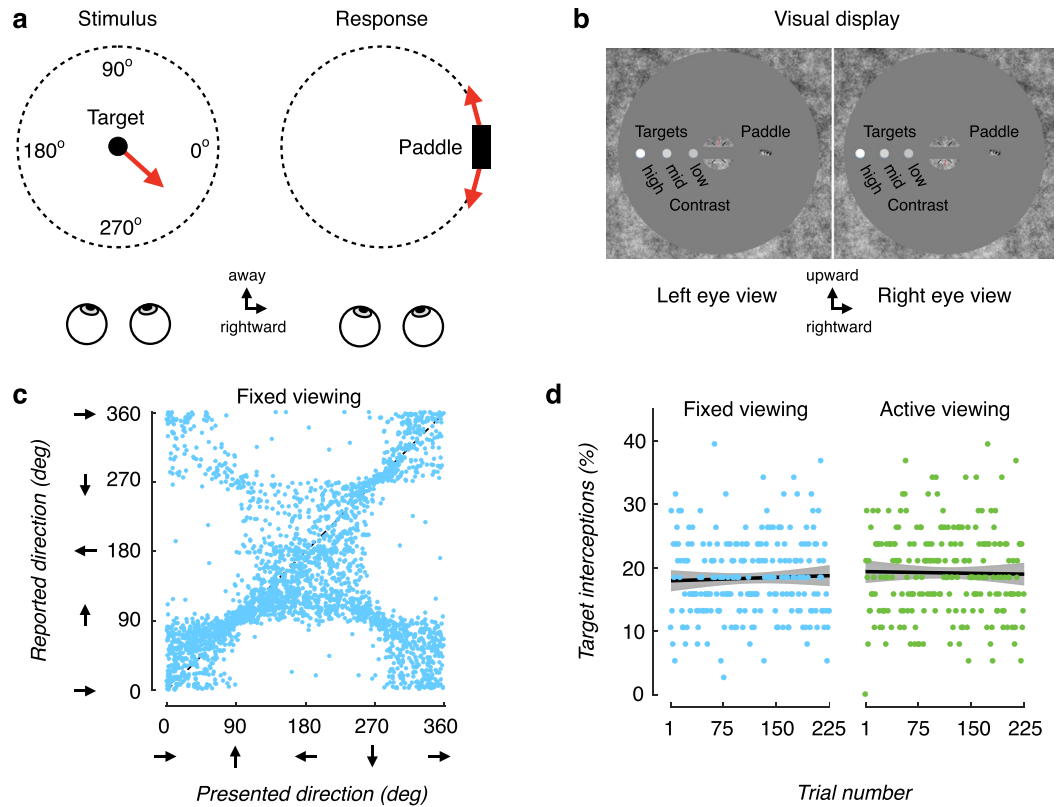 a
Stimulus
Response
90°
Target
180°
0°
270°
Paddle
away
rightward
b
Visual display
Targets
Paddle
high
mid
low
Contrast
Targets
Paddle
high
mid
low
Contrast
Left eye view
upward
rightward
Right eye view
c
Fixed viewing
Reported direction (deg)
360
270
180
90
0
0 90 180 270 360
Presented direction (deg)
d
Fixed viewing
Active viewing
Target interceptions (%)
40
30
20
10
0
1 75 150 225
1 75 150 225
Trial number